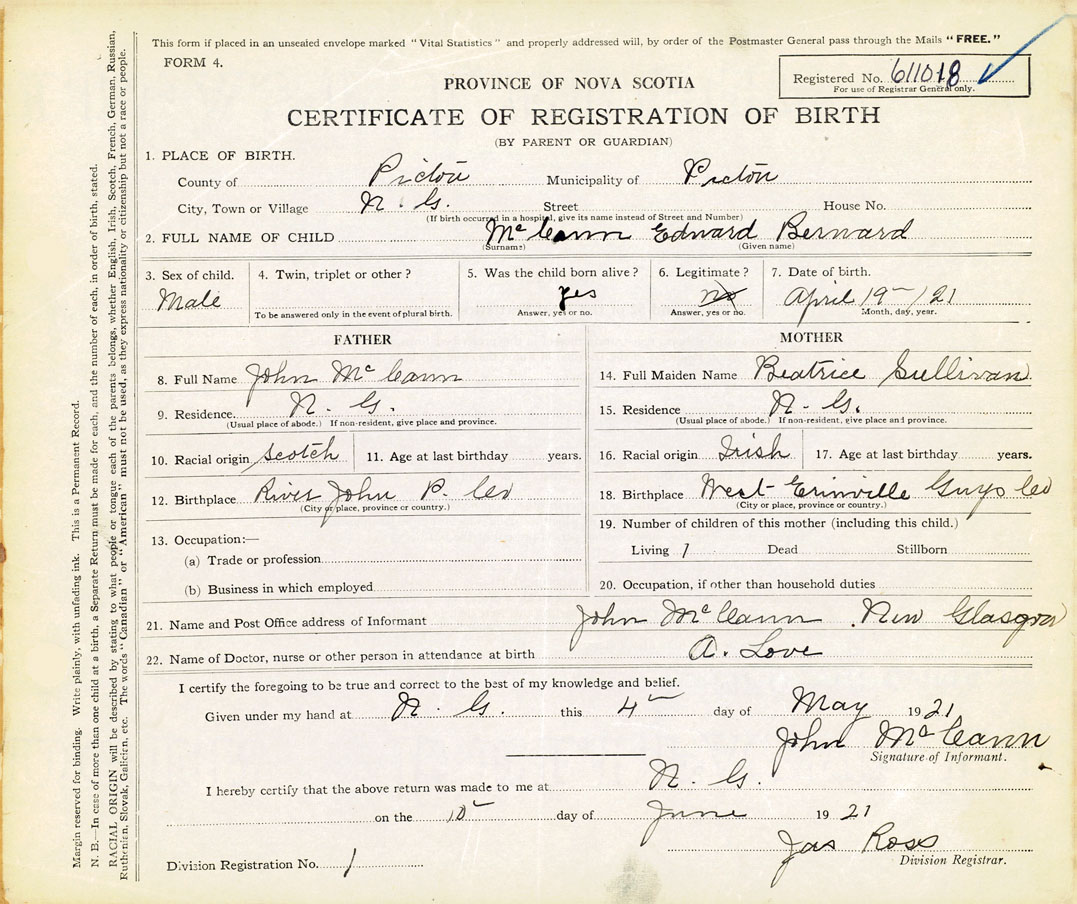 This form if placed in an unsealed envelope marked "Vital Statistics" and properly addressed will, by order of the Postmaster General pass through the Mails "FREE."
FORM 4.
Registered No. 611018
For use of Registrar General only.
PROVINCE OF NOVA SCOTIA
CERTIFICATE OF REGISTRATION OF BIRTH
(BY PARENT OR GUARDIAN)
1. PLACE OF BIRTH.
County of Pictou Municipality of Pictou
City, Town or Village N. G. Street House No.
(If birth occurred in a hospital, give its name instead of Street and Number)
2. FULL NAME OF CHILD McCann Edward Bernard
(Surname) (Given name)
3. Sex of child. 4. Twin, triplet or other? 5. Was the child born alive? 6. Legitimate? 7. Date of birth.
Male yes no April 19 /21
To be answered only in the event of plural birth. Answer, yes or no. Answer, yes or no. Month, day, year.
FATHER MOTHER
8. Full Name John McCann 14. Full Maiden Name Beatrice Sullivan
9. Residence N. G. 15. Residence N. G.
(Usual place of abode.) If non-resident, give place and province. (Usual place of abode.) If non-resident, give place and province.
10. Racial origin Scotch 11. Age at last birthday years. 16. Racial origin Irish 17. Age at last birthday years.
12. Birthplace River John P. Co 18. Birthplace West Erinville Guys Co
(City or place, province or country.) (City or place, province or country.)
13. Occupation:— 19. Number of children of this mother (including this child.)
(a) Trade or profession Living 1 Dead Stillborn
(b) Business in which employed 20. Occupation, if other than household duties
21. Name and Post Office address of Informant John McCann New Glasgow
22. Name of Doctor, nurse or other person in attendance at birth A. Love
I certify the foregoing to be true and correct to the best of my knowledge and belief.
Given under my hand at N. G. this 4 day of May 1921
John McCann
Signature of Informant.
I hereby certify that the above return was made to me at N. G.
on the 10 day of June 1921
Jas Ross
Division Registrar.
Division Registration No. 1
Margin reserved for binding. Write plainly, with unfading ink. This is a Permanent Record.
N. B.—In case of more than one child at a birth, a Separate Return must be made for each, and the number of each, in order of birth, stated.
RACIAL ORIGIN will be described by stating to what people or tongue each of the parents belongs, whether English, Irish, Scotch, French, German, Russian,
Ruthenian, Slovak, Galician, etc. The words "Canadian" or "American" must not be used, as they express nationality or citizenship but not a race or people.